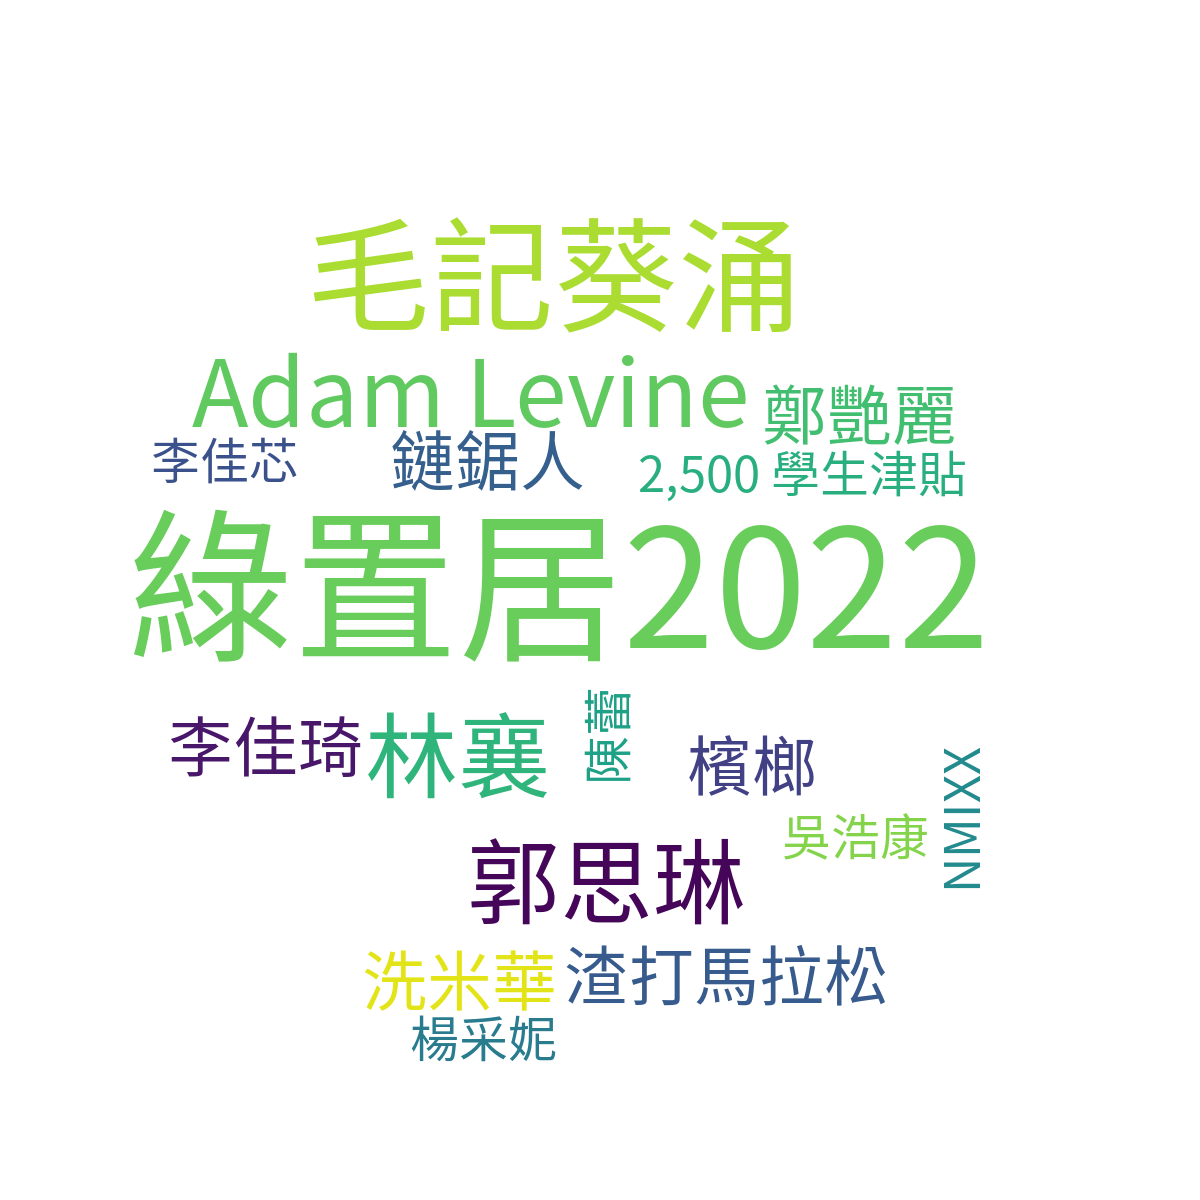 毛記葵涌
Adam Levine
鄭艷麗
李佳芯
鏈鋸人
2,500 學生津貼
綠置居2022
李佳琦
林襄
陳蕾
檳榔
NMIXX
吳浩康
郭思琳
洗米華
渣打馬拉松
楊采妮